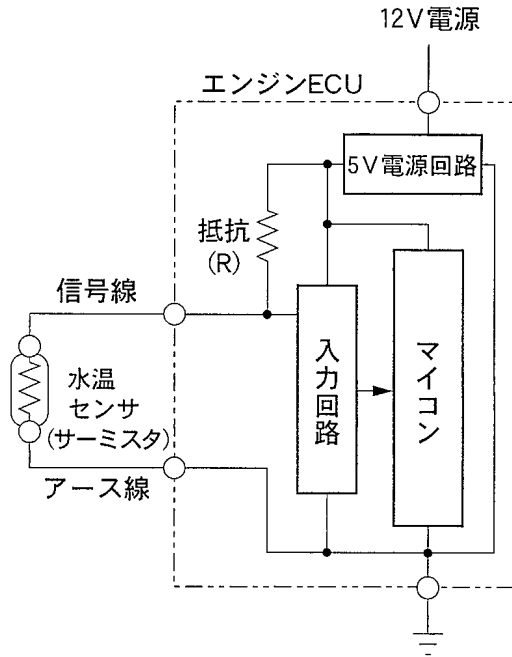 12V電源
エンジンECU
5V電源回路
抵抗
(R)
信号線
水温
センサ
(サーミスタ)
アース線
入力回路
マイコン